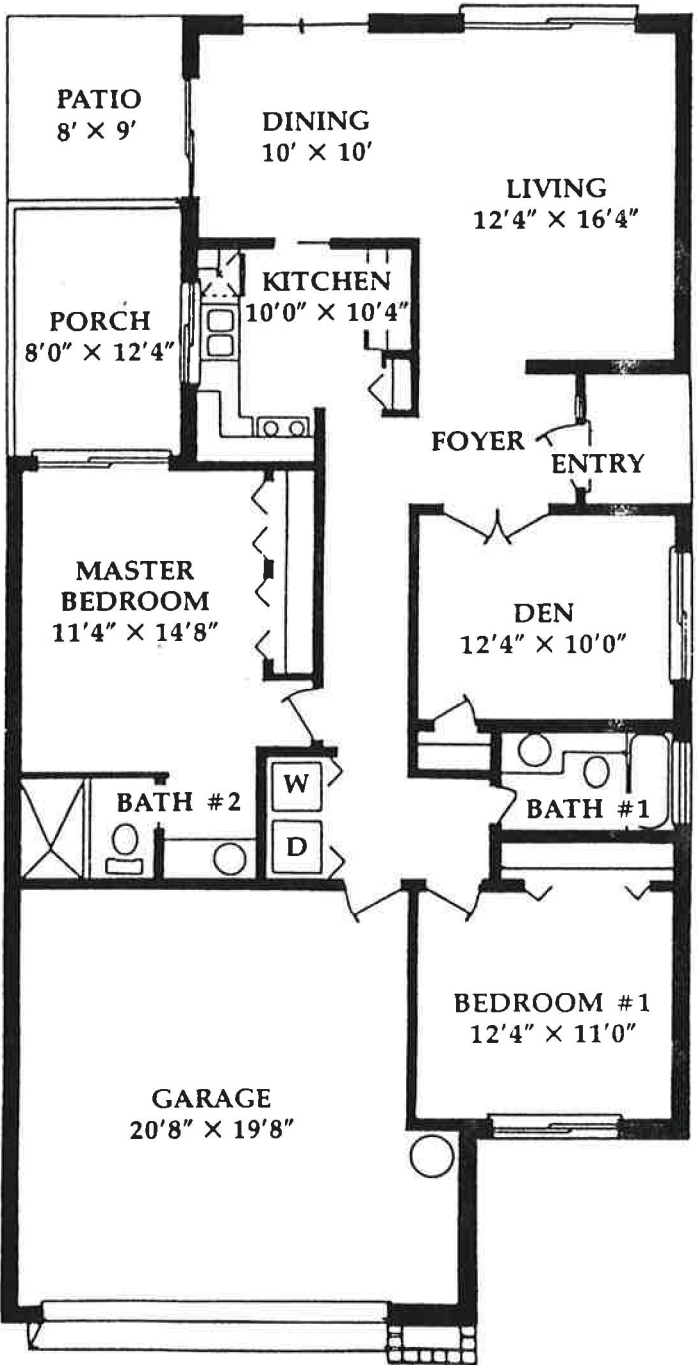 PATIO
8' × 9'
DINING
10' × 10'
LIVING
12'4" × 16'4"
KITCHEN
10'0" × 10'4"
PORCH
8'0" × 12'4"
FOYER
ENTRY
MASTER
BEDROOM
11'4" × 14'8"
DEN
12'4" × 10'0"
W
BATH #2
BATH #1
D
BEDROOM #1
12'4" × 11'0"
GARAGE
20'8" × 19'8"